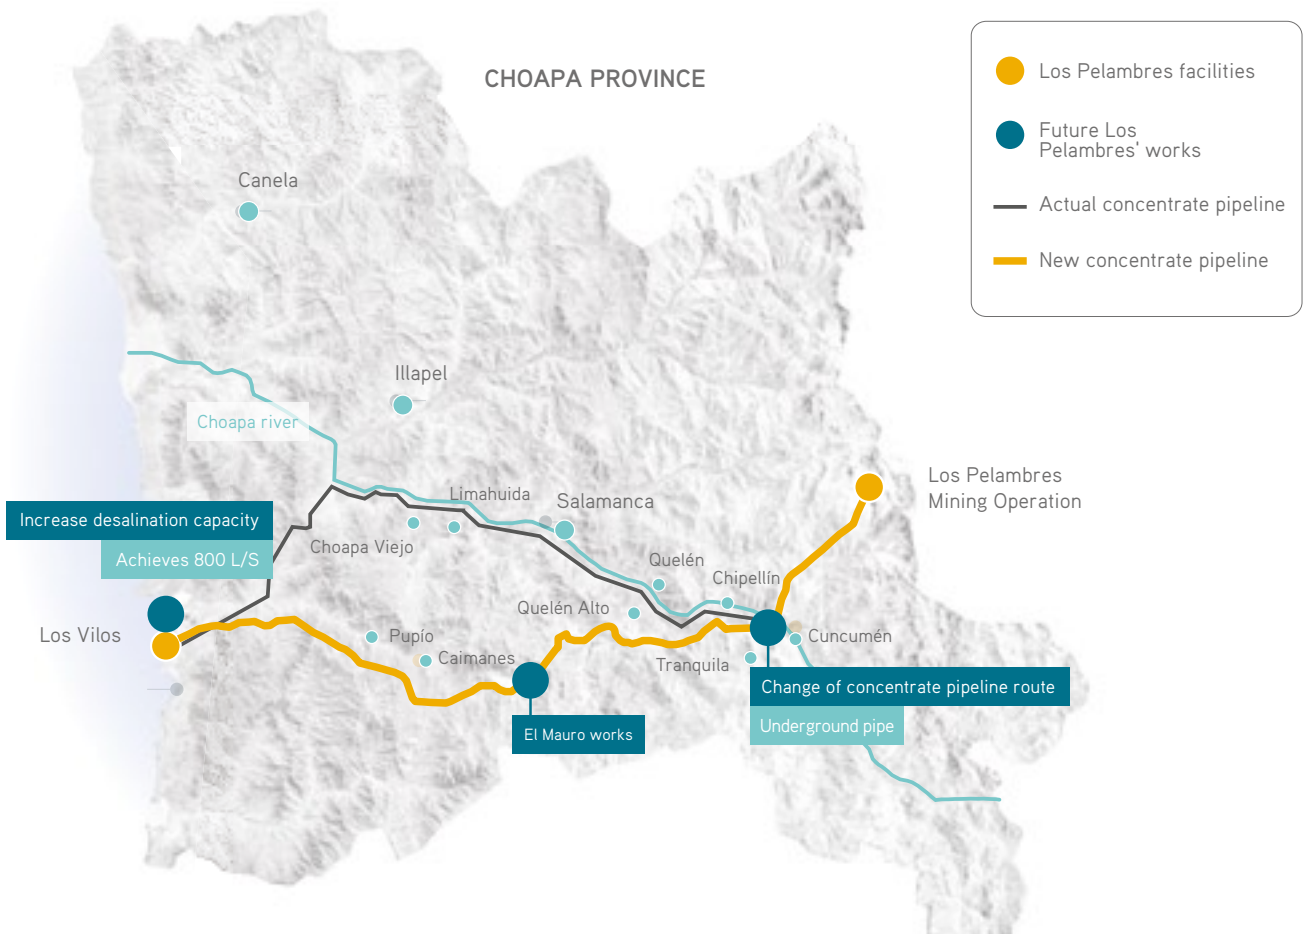 CHOAPA PROVINCE
Los Pelambres facilities
Future Los
Pelambres' works
Actual concentrate pipeline
New concentrate pipeline
Canela
Illapel
Choapa river
Los Pelambres
Mining Operation
Limahuida
Salamanca
Increase desalination capacity
Achieves 800 L/S
Choapa Viejo
Quelén
Chipellín
Quelén Alto
Los Vilos
Pupío
Caimanes
Cuncumén
Tranquila
Change of concentrate pipeline route
Underground pipe
El Mauro works